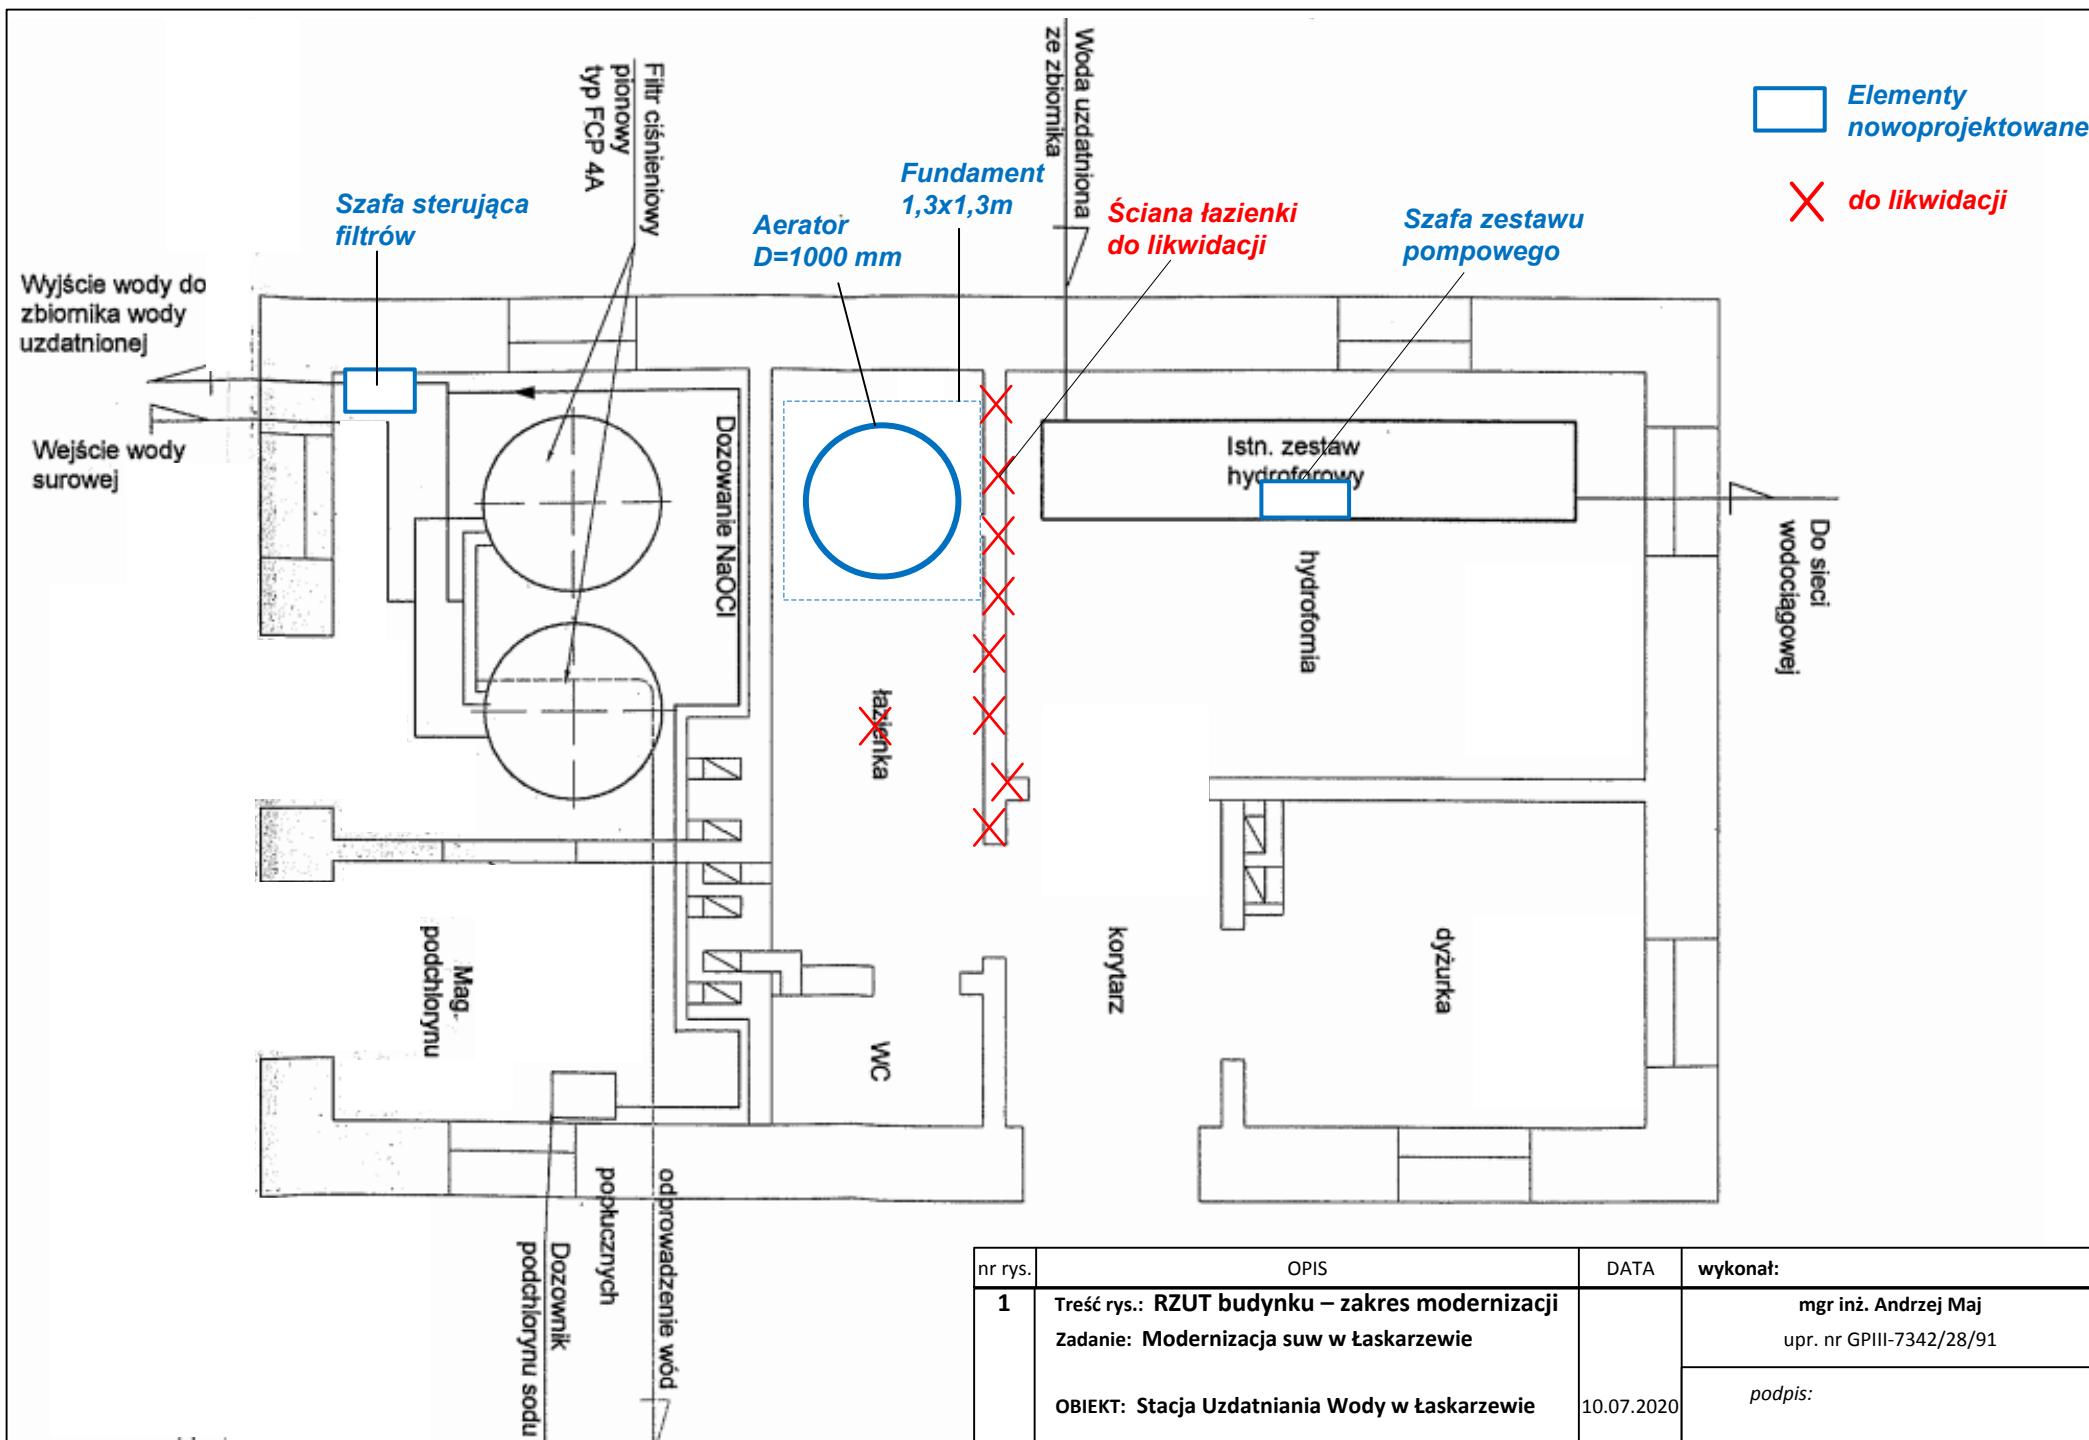 Elementy
nowoprojektowane
do likwidacji
Woda uzdatniona
ze zbiornika
Filtr ciśnieniowy
pionowy
typ FCP 4A
Szafa sterująca
filtrów
Aerator
D=1000 mm
Fundament
1,3x1,3m
Ściana łazienki
do likwidacji
Szafa zestawu
pompowego
Wyjście wody do
zbiornika wody
uzdatnionej
Wejście wody
surowej
Dozowanie NaOCl
Istn. zestaw
hydroforowy
hydrofornia
Do sieci
wodociągowej
łazienka
Mag.
podchlorynu
WC
korytarz
dyżurka
Dozownik
podchlorynu sodu
odprowadzenie wód
popłucznych
nr rys.
OPIS
DATA
wykonał:
1
Treść rys.: RZUT budynku – zakres modernizacji
mgr inż. Andrzej Maj
Zadanie: Modernizacja suw w Łaskarzewie
upr. nr GPIII-7342/28/91
OBIEKT: Stacja Uzdatniania Wody w Łaskarzewie
10.07.2020
podpis: